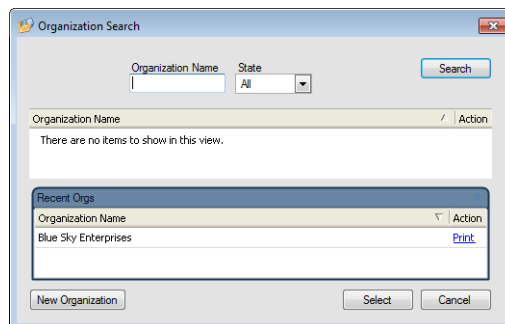 Organization Search
Organization Name State
All
Search
Organization Name Action
There are no items to show in this view.
Recent Orgs
Organization Name Action
Blue Sky Enterprises Print
New Organization Select Cancel